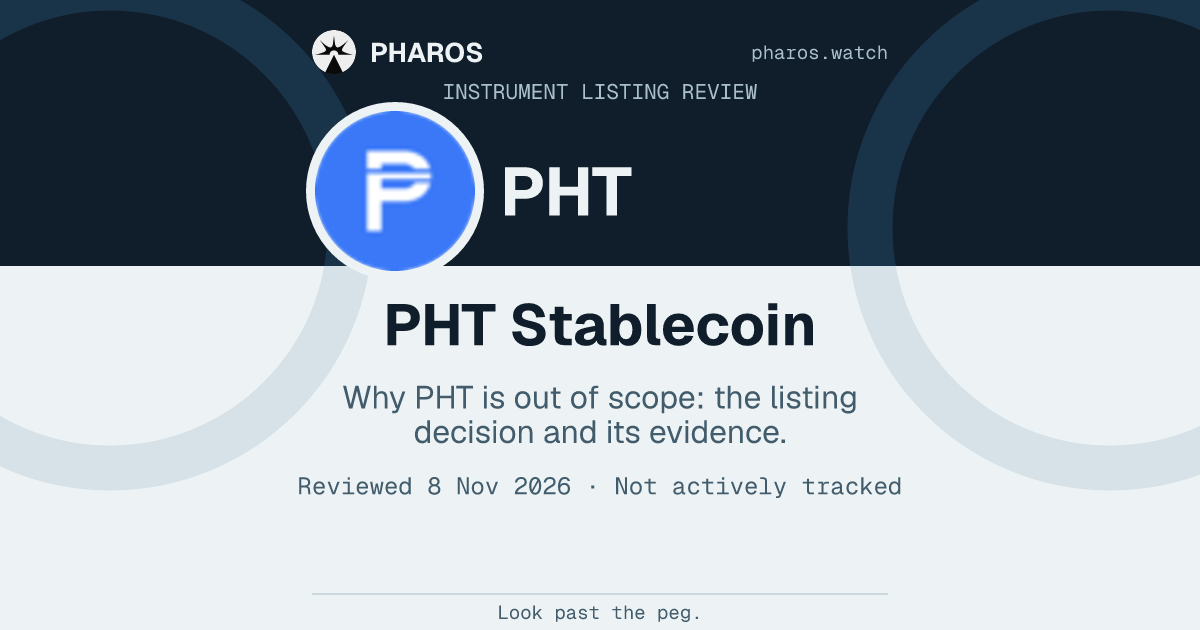 PHAROS
pharos.watch
INSTRUMENT LISTING REVIEW
PHT
PHT Stablecoin
Why PHT is out of scope: the listing
decision and its evidence.
Reviewed 8 Nov 2026 · Not actively tracked
Look past the peg.